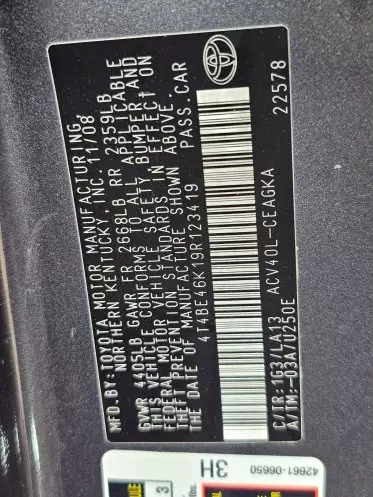 MFD.BY:TOYOTA MOTOR MANUFACTURING,
NORTHERN KENTUCKY, INC. 11/08
GVWR 4405LB GAWR FR 2668LB RR 2359LB
THIS VEHICLE CONFORMS TO ALL APPLICABLE
FEDERAL MOTOR VEHICLE SAFETY, BUMPER AND
THEFT PREVENTION STANDARDS IN EFFECT ON
THE DATE OF MANUFACTURE SHOWN ABOVE.
4T4BE46K19R123419 PASS.CAR
C/TR:1G3/LA13 ACV40L-CEAGKA
A/TM:-03A/U250E 22578
TOYOTA
42661-06650
3H